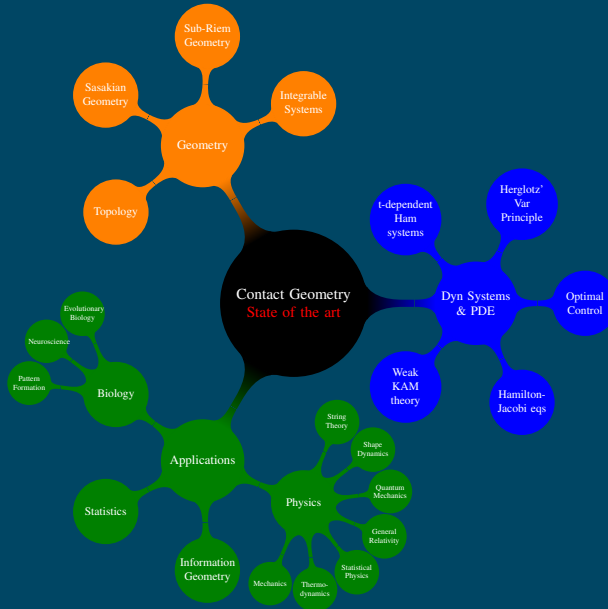 Sub-Riem
Geometry
Sasakian
Geometry
Integrable
Systems
Geometry
Topology
t-dependent
Ham
systems
Herglotz'
Var
Principle
Contact Geometry
State of the art
Dyn Systems
& PDE
Optimal
Control
Weak
KAM
theory
Hamilton-
Jacobi eqs
Evolutionary
Biology
Neuroscience
Pattern
Formation
Biology
Applications
Statistics
Information
Geometry
Physics
String
Theory
Shape
Dynamics
Quantum
Mechanics
General
Relativity
Statistical
Physics
Thermo-
dynamics
Mechanics